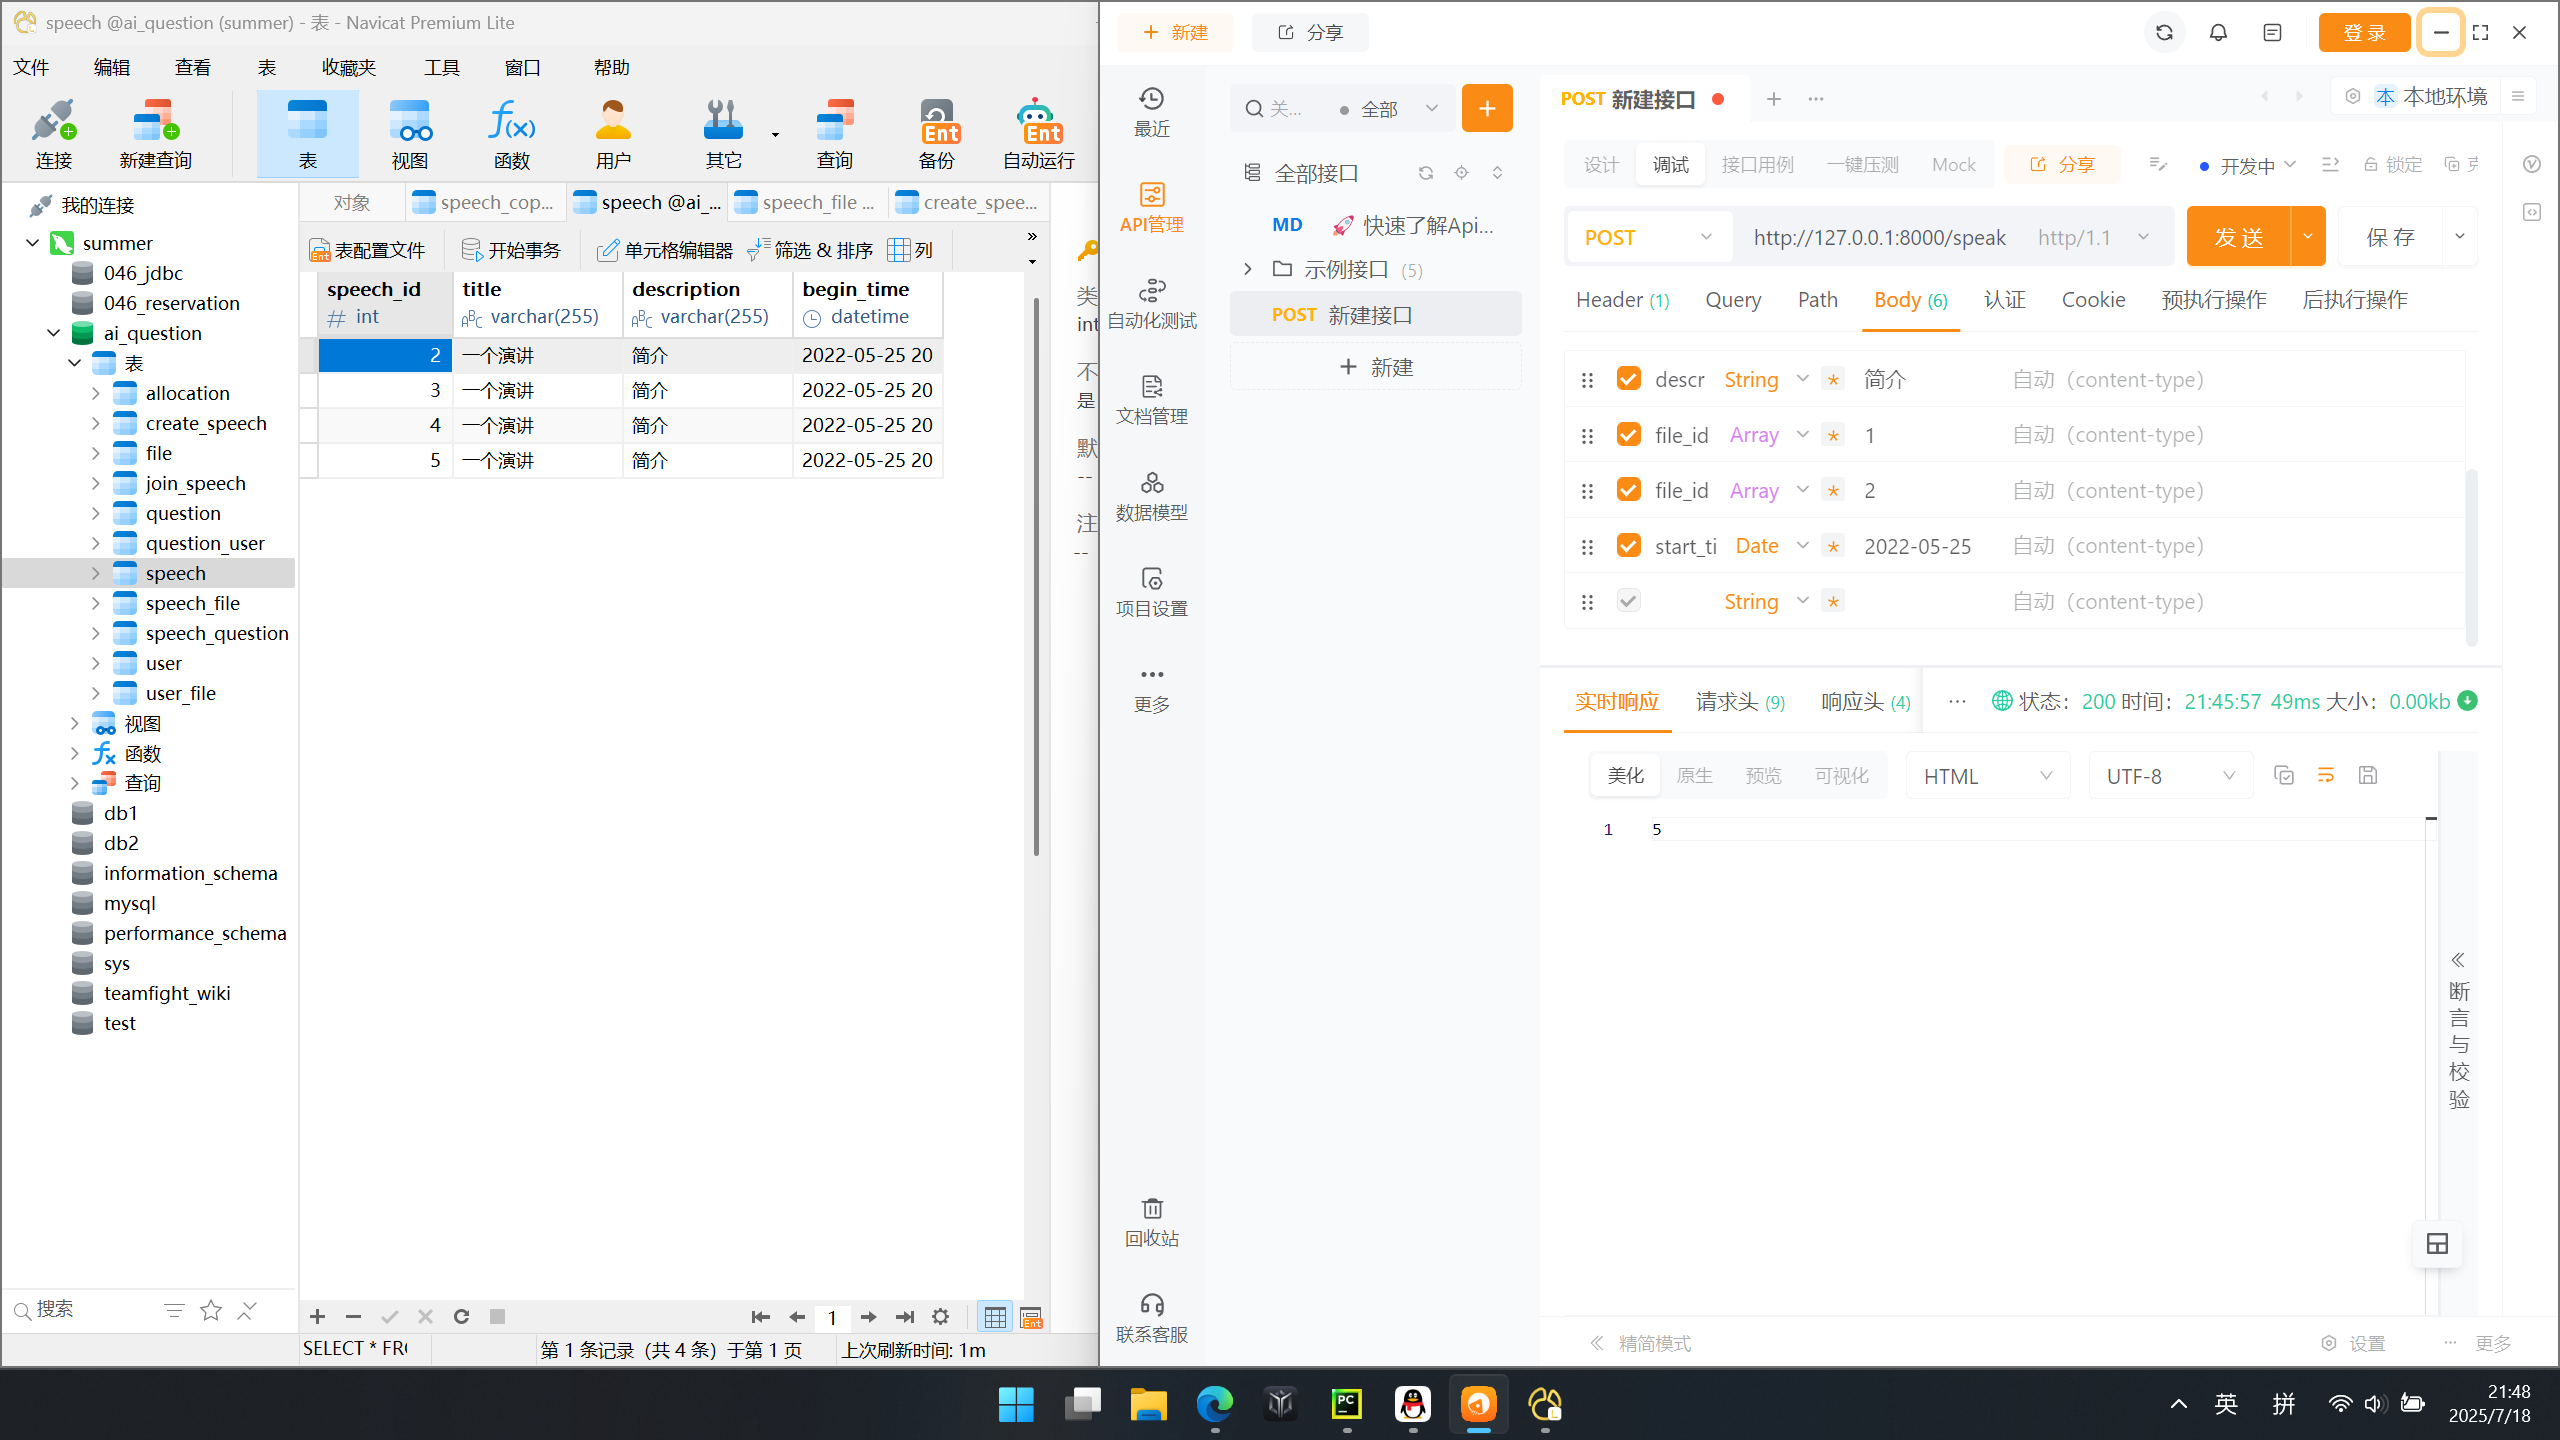 speech @ai_question (summer) - 表 - Navicat Premium Lite
文件 编辑 查看 表 收藏夹 工具 窗口 帮助
连接 新建查询 表 视图 函数 用户 其它 查询 备份 自动运行
Ent Ent
我的连接
summer
046_jdbc
046_reservation
ai_question
表
allocation
create_speech
file
join_speech
question
question_user
speech
speech_file
speech_question
user
user_file
视图
函数
查询
db1
db2
information_schema
mysql
performance_schema
sys
teamfight_wiki
test
搜索
对象 speech_cop... speech @ai_... speech_file ... create_spee...
表配置文件 开始事务 单元格编辑器 筛选 & 排序 列
speech_id title description begin_time
# int varchar(255) varchar(255) datetime
2 一个演讲 简介 2022-05-25 20
3 一个演讲 简介 2022-05-25 20
4 一个演讲 简介 2022-05-25 20
5 一个演讲 简介 2022-05-25 20
类
int
不
是
默
--
注
--
1
SELECT * FR
第 1 条记录（共 4 条）于第 1 页
上次刷新时间: 1m
新建 分享 登 录
最近
API管理
自动化测试
文档管理
数据模型
项目设置
更多
回收站
联系客服
关... 全部
全部接口
MD 快速了解Api...
示例接口 (5)
POST 新建接口
新建
POST 新建接口
本 本地环境
设计 调试 接口用例 一键压测 Mock 分享 开发中 锁定
POST http://127.0.0.1:8000/speak http/1.1 发 送 保 存
Header (1) Query Path Body (6) 认证 Cookie 预执行操作 后执行操作
descr String * 简介 自动（content-type）
file_id Array * 1 自动（content-type）
file_id Array * 2 自动（content-type）
start_ti Date * 2022-05-25 自动（content-type）
String * 自动（content-type）
实时响应 请求头 (9) 响应头 (4) ... 状态： 200 时间： 21:45:57 49ms 大小： 0.00kb
美化 原生 预览 可视化 HTML UTF-8
1 5
断言与校验
精简模式 设置 更多
英 拼
21:48
2025/7/18